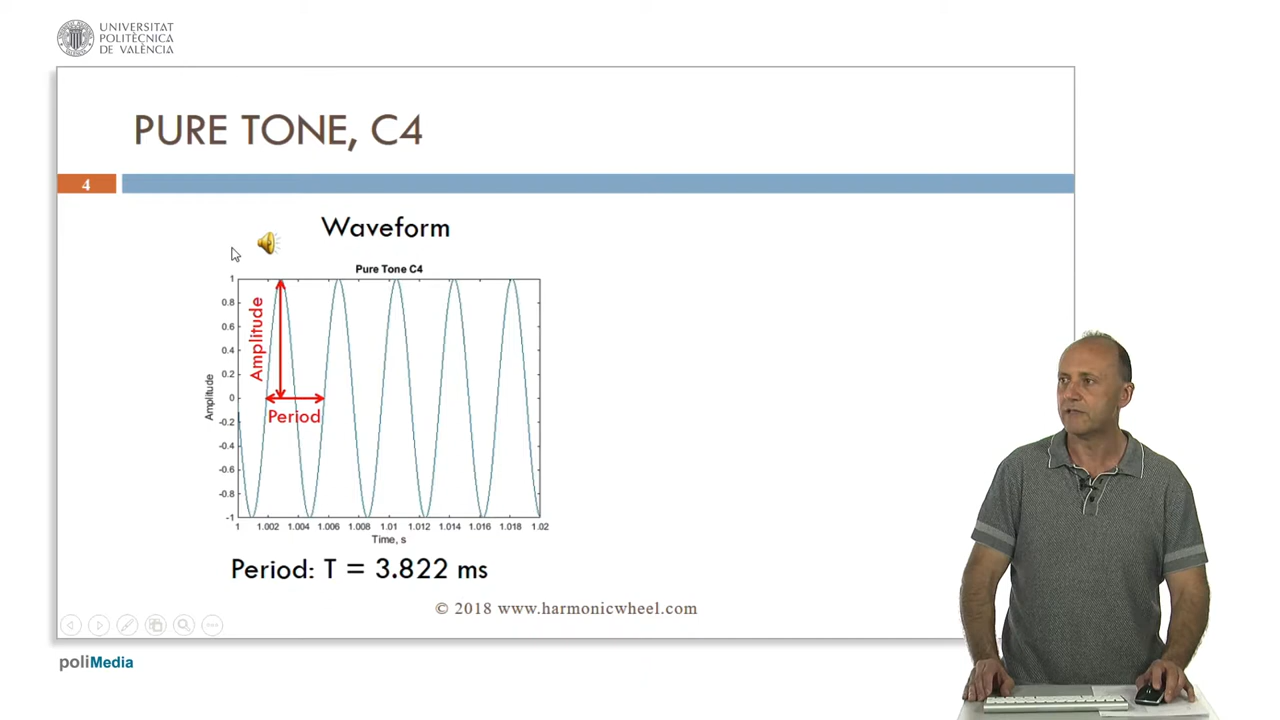 UNIVERSITAT
POLITÈCNICA
DE VALÈNCIA
PURE TONE, C4
4
Waveform
Pure Tone C4
1
0.8
0.6
0.4
0.2
0
-0.2
-0.4
-0.6
-0.8
-1
Amplitude
Amplitude
Period
1 1.002 1.004 1.006 1.008 1.01 1.012 1.014 1.016 1.018 1.02
Time, s
Period: T = 3.822 ms
© 2018 www.harmonicwheel.com
poliMedia